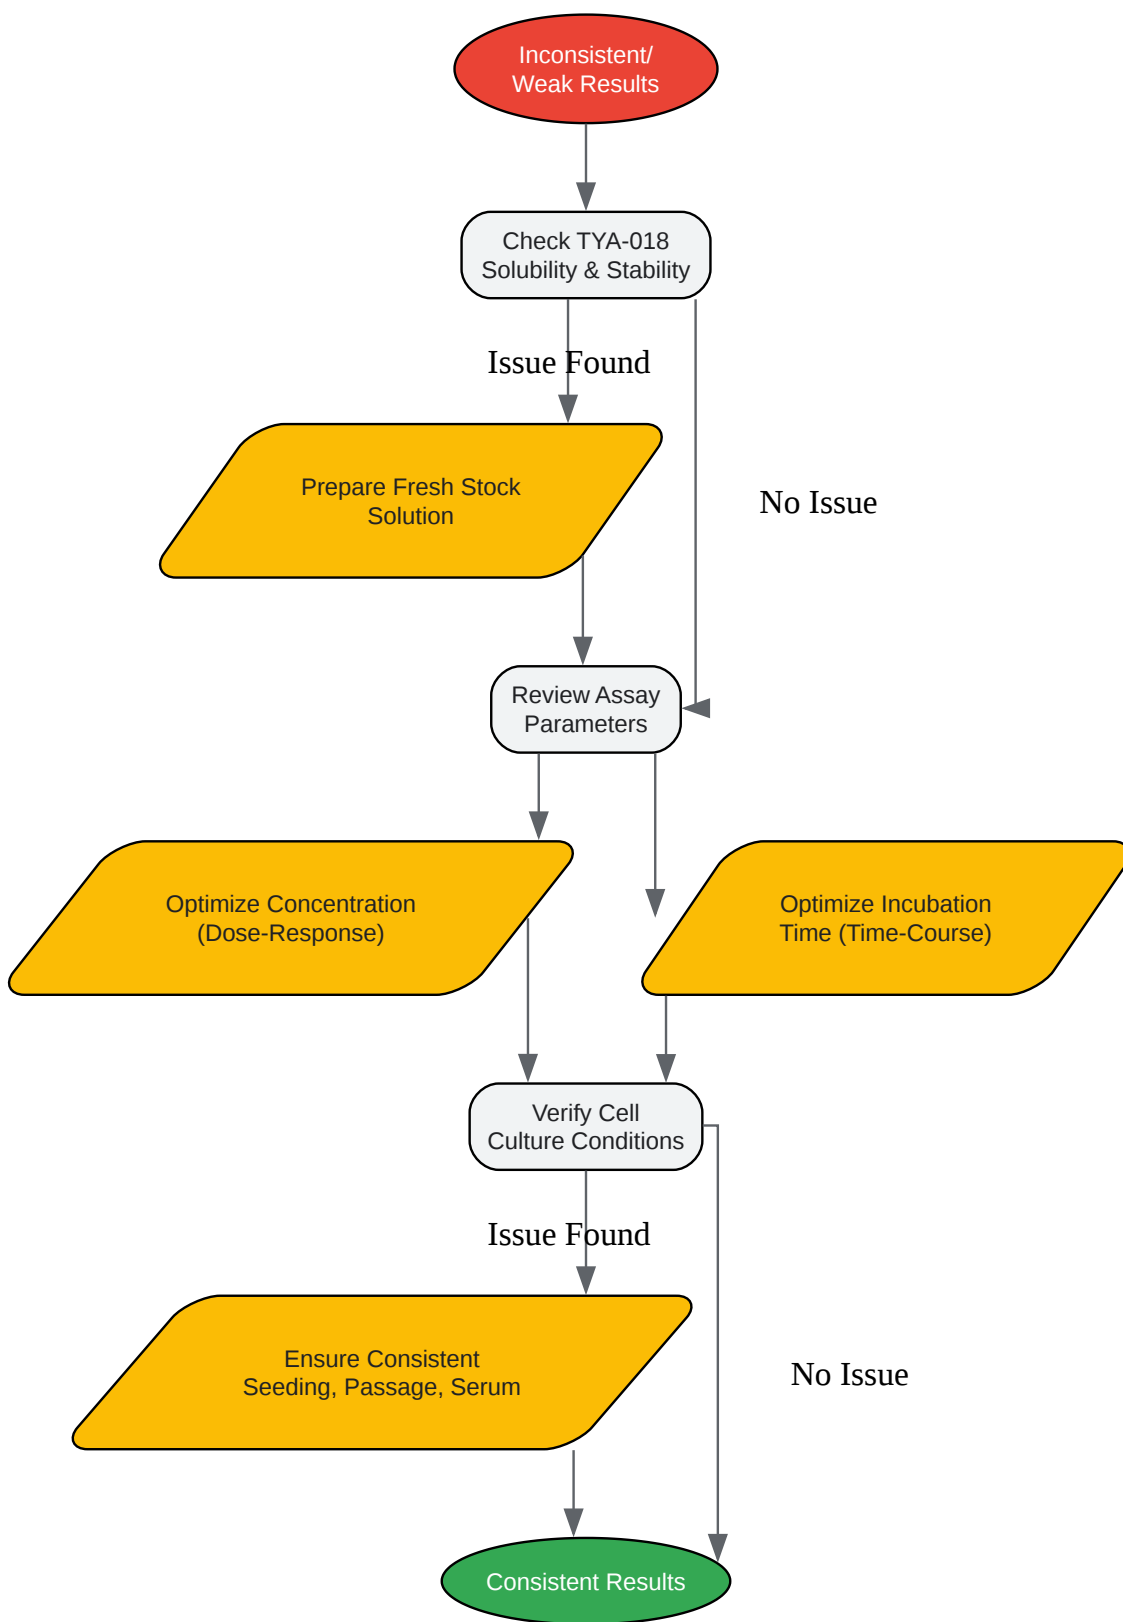 Inconsistent/
Weak Results
Check TYA-018
Solubility & Stability
Issue Found
Prepare Fresh Stock
Solution
No Issue
Review Assay
Parameters
Optimize Concentration
(Dose-Response)
Optimize Incubation
Time (Time-Course)
Verify Cell
Culture Conditions
Issue Found
Ensure Consistent
Seeding, Passage, Serum
No Issue
Consistent Results